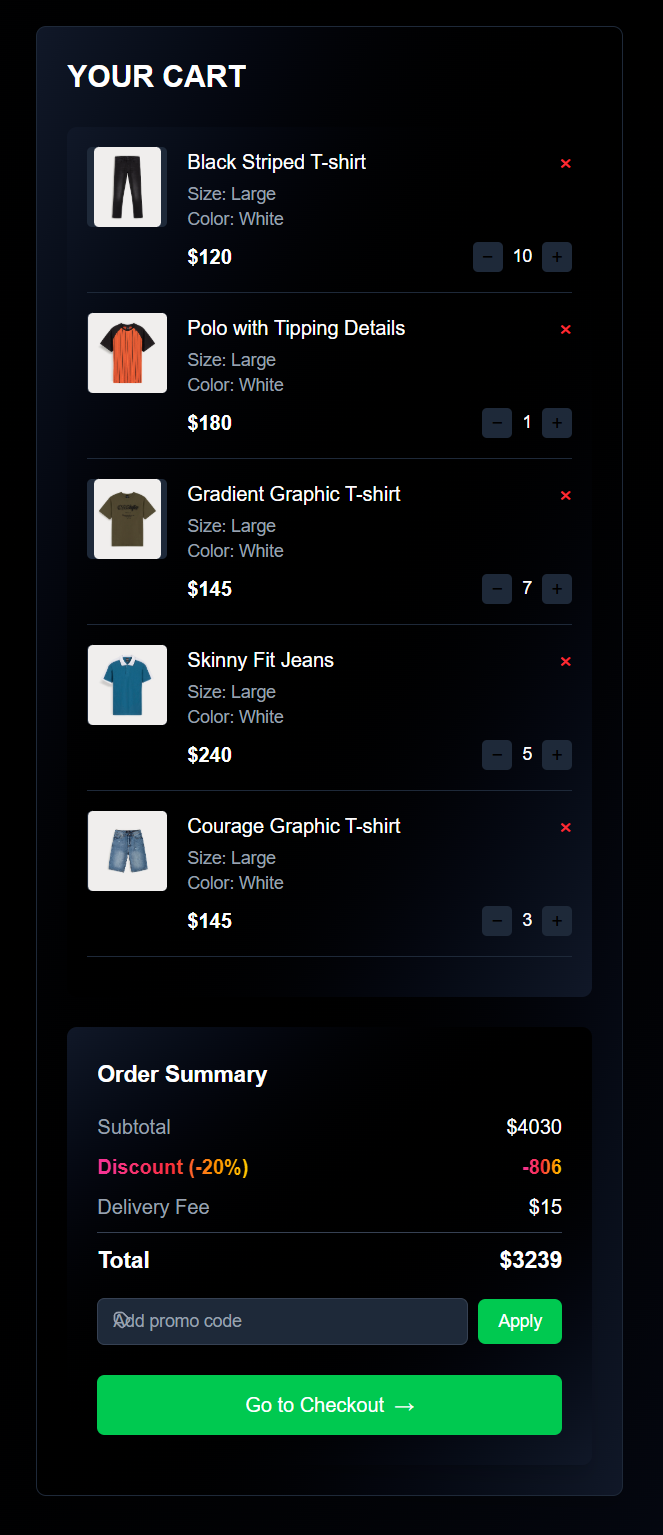 YOUR CART
Black Striped T-shirt ×
Size: Large
Color: White
$120 − 10 +
Polo with Tipping Details ×
Size: Large
Color: White
$180 − 1 +
Gradient Graphic T-shirt ×
Size: Large
Color: White
$145 − 7 +
Skinny Fit Jeans ×
Size: Large
Color: White
$240 − 5 +
Courage Graphic T-shirt ×
Size: Large
Color: White
$145 − 3 +
Order Summary
Subtotal $4030
Discount (-20%) -806
Delivery Fee $15
Total $3239
Add promo code Apply
Go to Checkout →